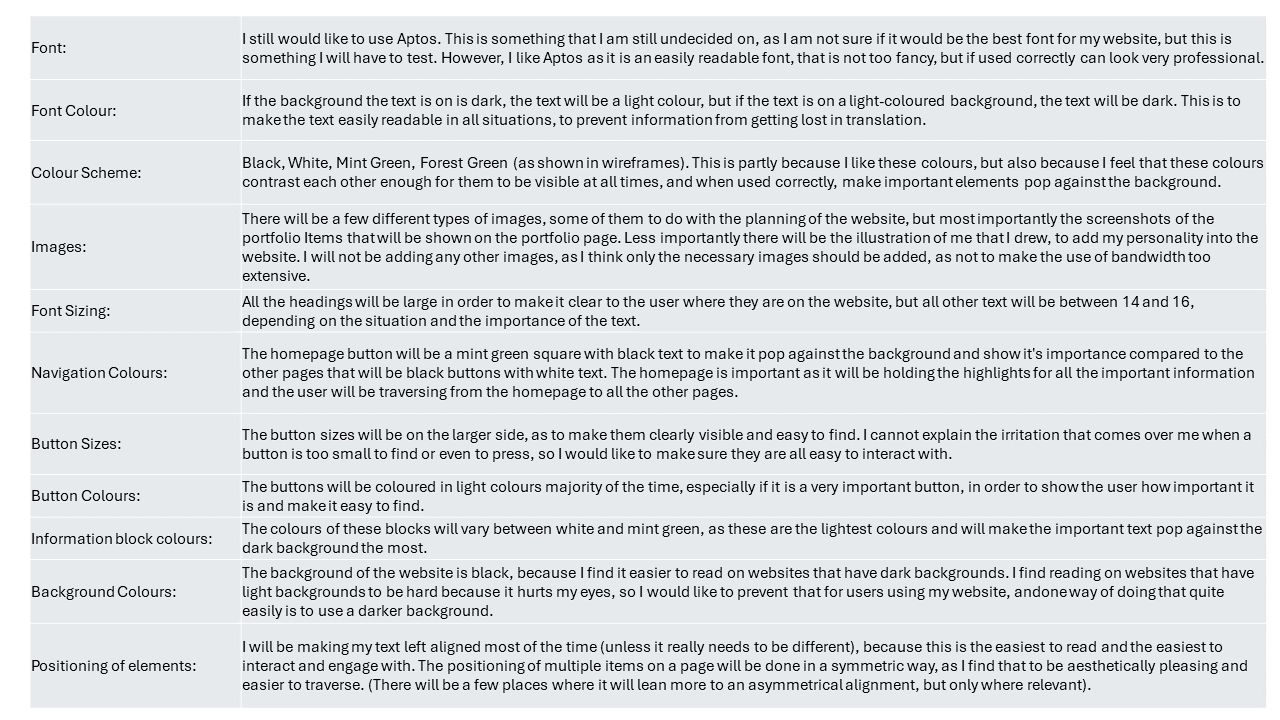 Font:
I still would like to use Aptos. This is something that I am still undecided on, as I am not sure if it would be the best font for my website, but this is
something I will have to test. However, I like Aptos as it is an easily readable font, that is not too fancy, but if used correctly can look very professional.
Font Colour:
If the background the text is on is dark, the text will be a light colour, but if the text is on a light-coloured background, the text will be dark. This is to
make the text easily readable in all situations, to prevent information from getting lost in translation.
Colour Scheme:
Black, White, Mint Green, Forest Green (as shown in wireframes). This is partly because I like these colours, but also because I feel that these colours
contrast each other enough for them to be visible at all times, and when used correctly, make important elements pop against the background.
Images:
There will be a few different types of images, some of them to do with the planning of the website, but most importantly the screenshots of the
portfolio Items that will be shown on the portfolio page. Less importantly there will be the illustration of me that I drew, to add my personality into the
website. I will not be adding any other images, as I think only the necessary images should be added, as not to make the use of bandwidth too
extensive.
Font Sizing:
All the headings will be large in order to make it clear to the user where they are on the website, but all other text will be between 14 and 16,
depending on the situation and the importance of the text.
Navigation Colours:
The homepage button will be a mint green square with black text to make it pop against the background and show it's importance compared to the
other pages that will be black buttons with white text. The homepage is important as it will be holding the highlights for all the important information
and the user will be traversing from the homepage to all the other pages.
Button Sizes:
The button sizes will be on the larger side, as to make them clearly visible and easy to find. I cannot explain the irritation that comes over me when a
button is too small to find or even to press, so I would like to make sure they are all easy to interact with.
Button Colours:
The buttons will be coloured in light colours majority of the time, especially if it is a very important button, in order to show the user how important it
is and make it easy to find.
Information block colours:
The colours of these blocks will vary between white and mint green, as these are the lightest colours and will make the important text pop against the
dark background the most.
Background Colours:
The background of the website is black, because I find it easier to read on websites that have dark backgrounds. I find reading on websites that have
light backgrounds to be hard because it hurts my eyes, so I would like to prevent that for users using my website, andone way of doing that quite
easily is to use a darker background.
Positioning of elements:
I will be making my text left aligned most of the time (unless it really needs to be different), because this is the easiest to read and the easiest to
interact and engage with. The positioning of multiple items on a page will be done in a symmetric way, as I find that to be aesthetically pleasing and
easier to traverse. (There will be a few places where it will lean more to an asymmetrical alignment, but only where relevant).